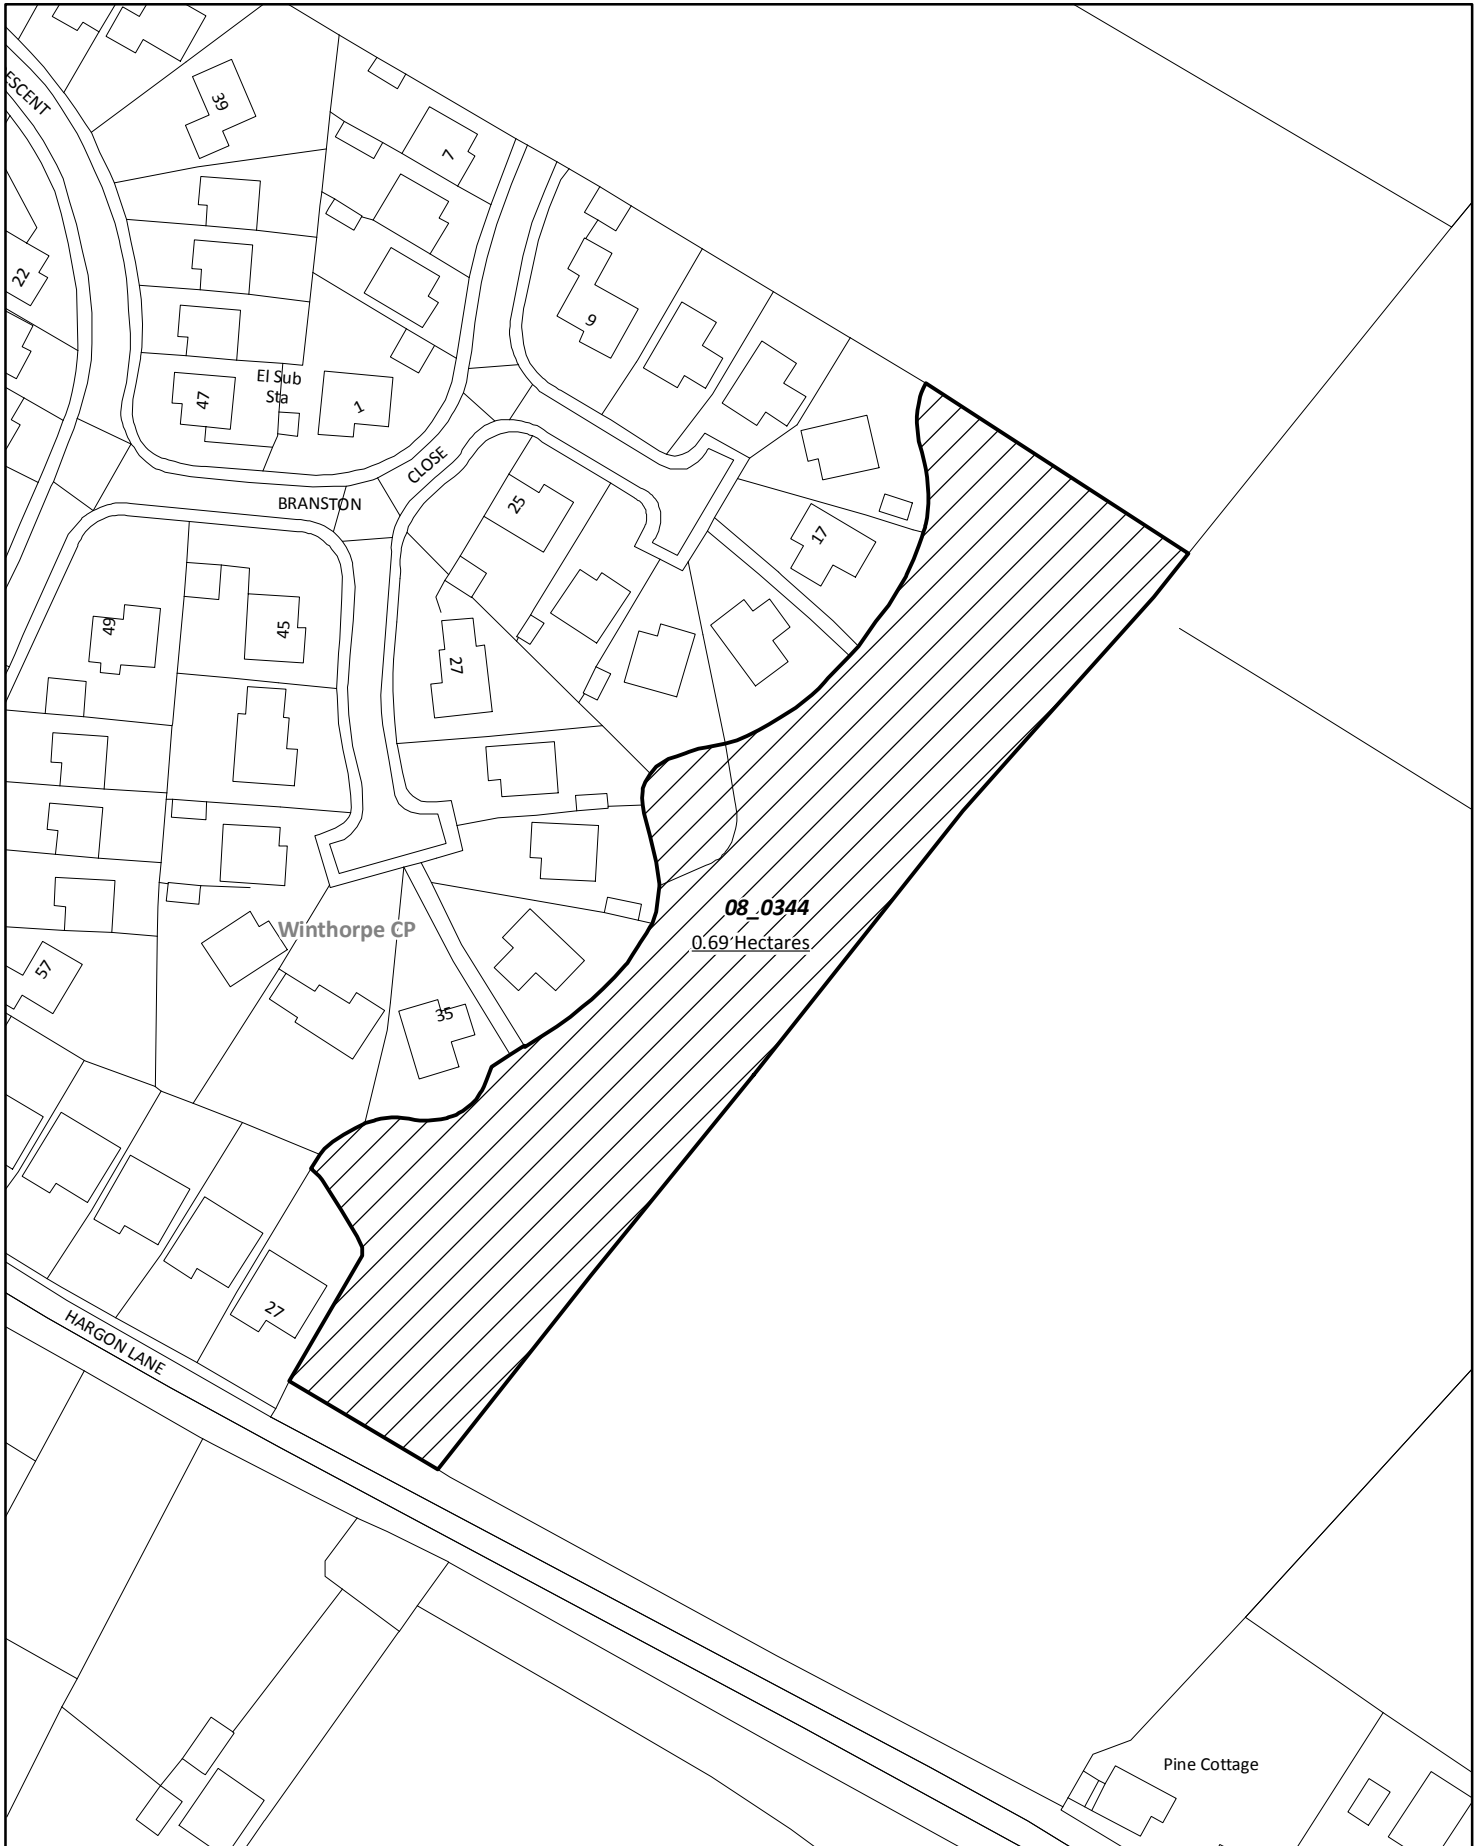 ESCENT
39
7
22
9
El Sub
Sta
47
1
CLOSE
BRANSTON
25
17
49
45
27
08_0344
0.69 Hectares
Winthorpe CP
57
35
27
HARGON LANE
Pine Cottage